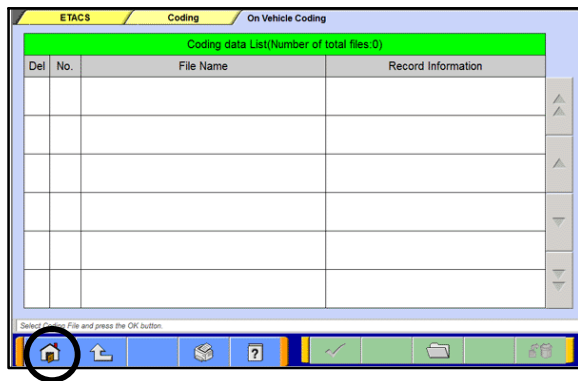 ETACS Coding On Vehicle Coding
Coding data List(Number of total files:0)
Del No. File Name Record Information
Select Coding File and press the OK button.
?